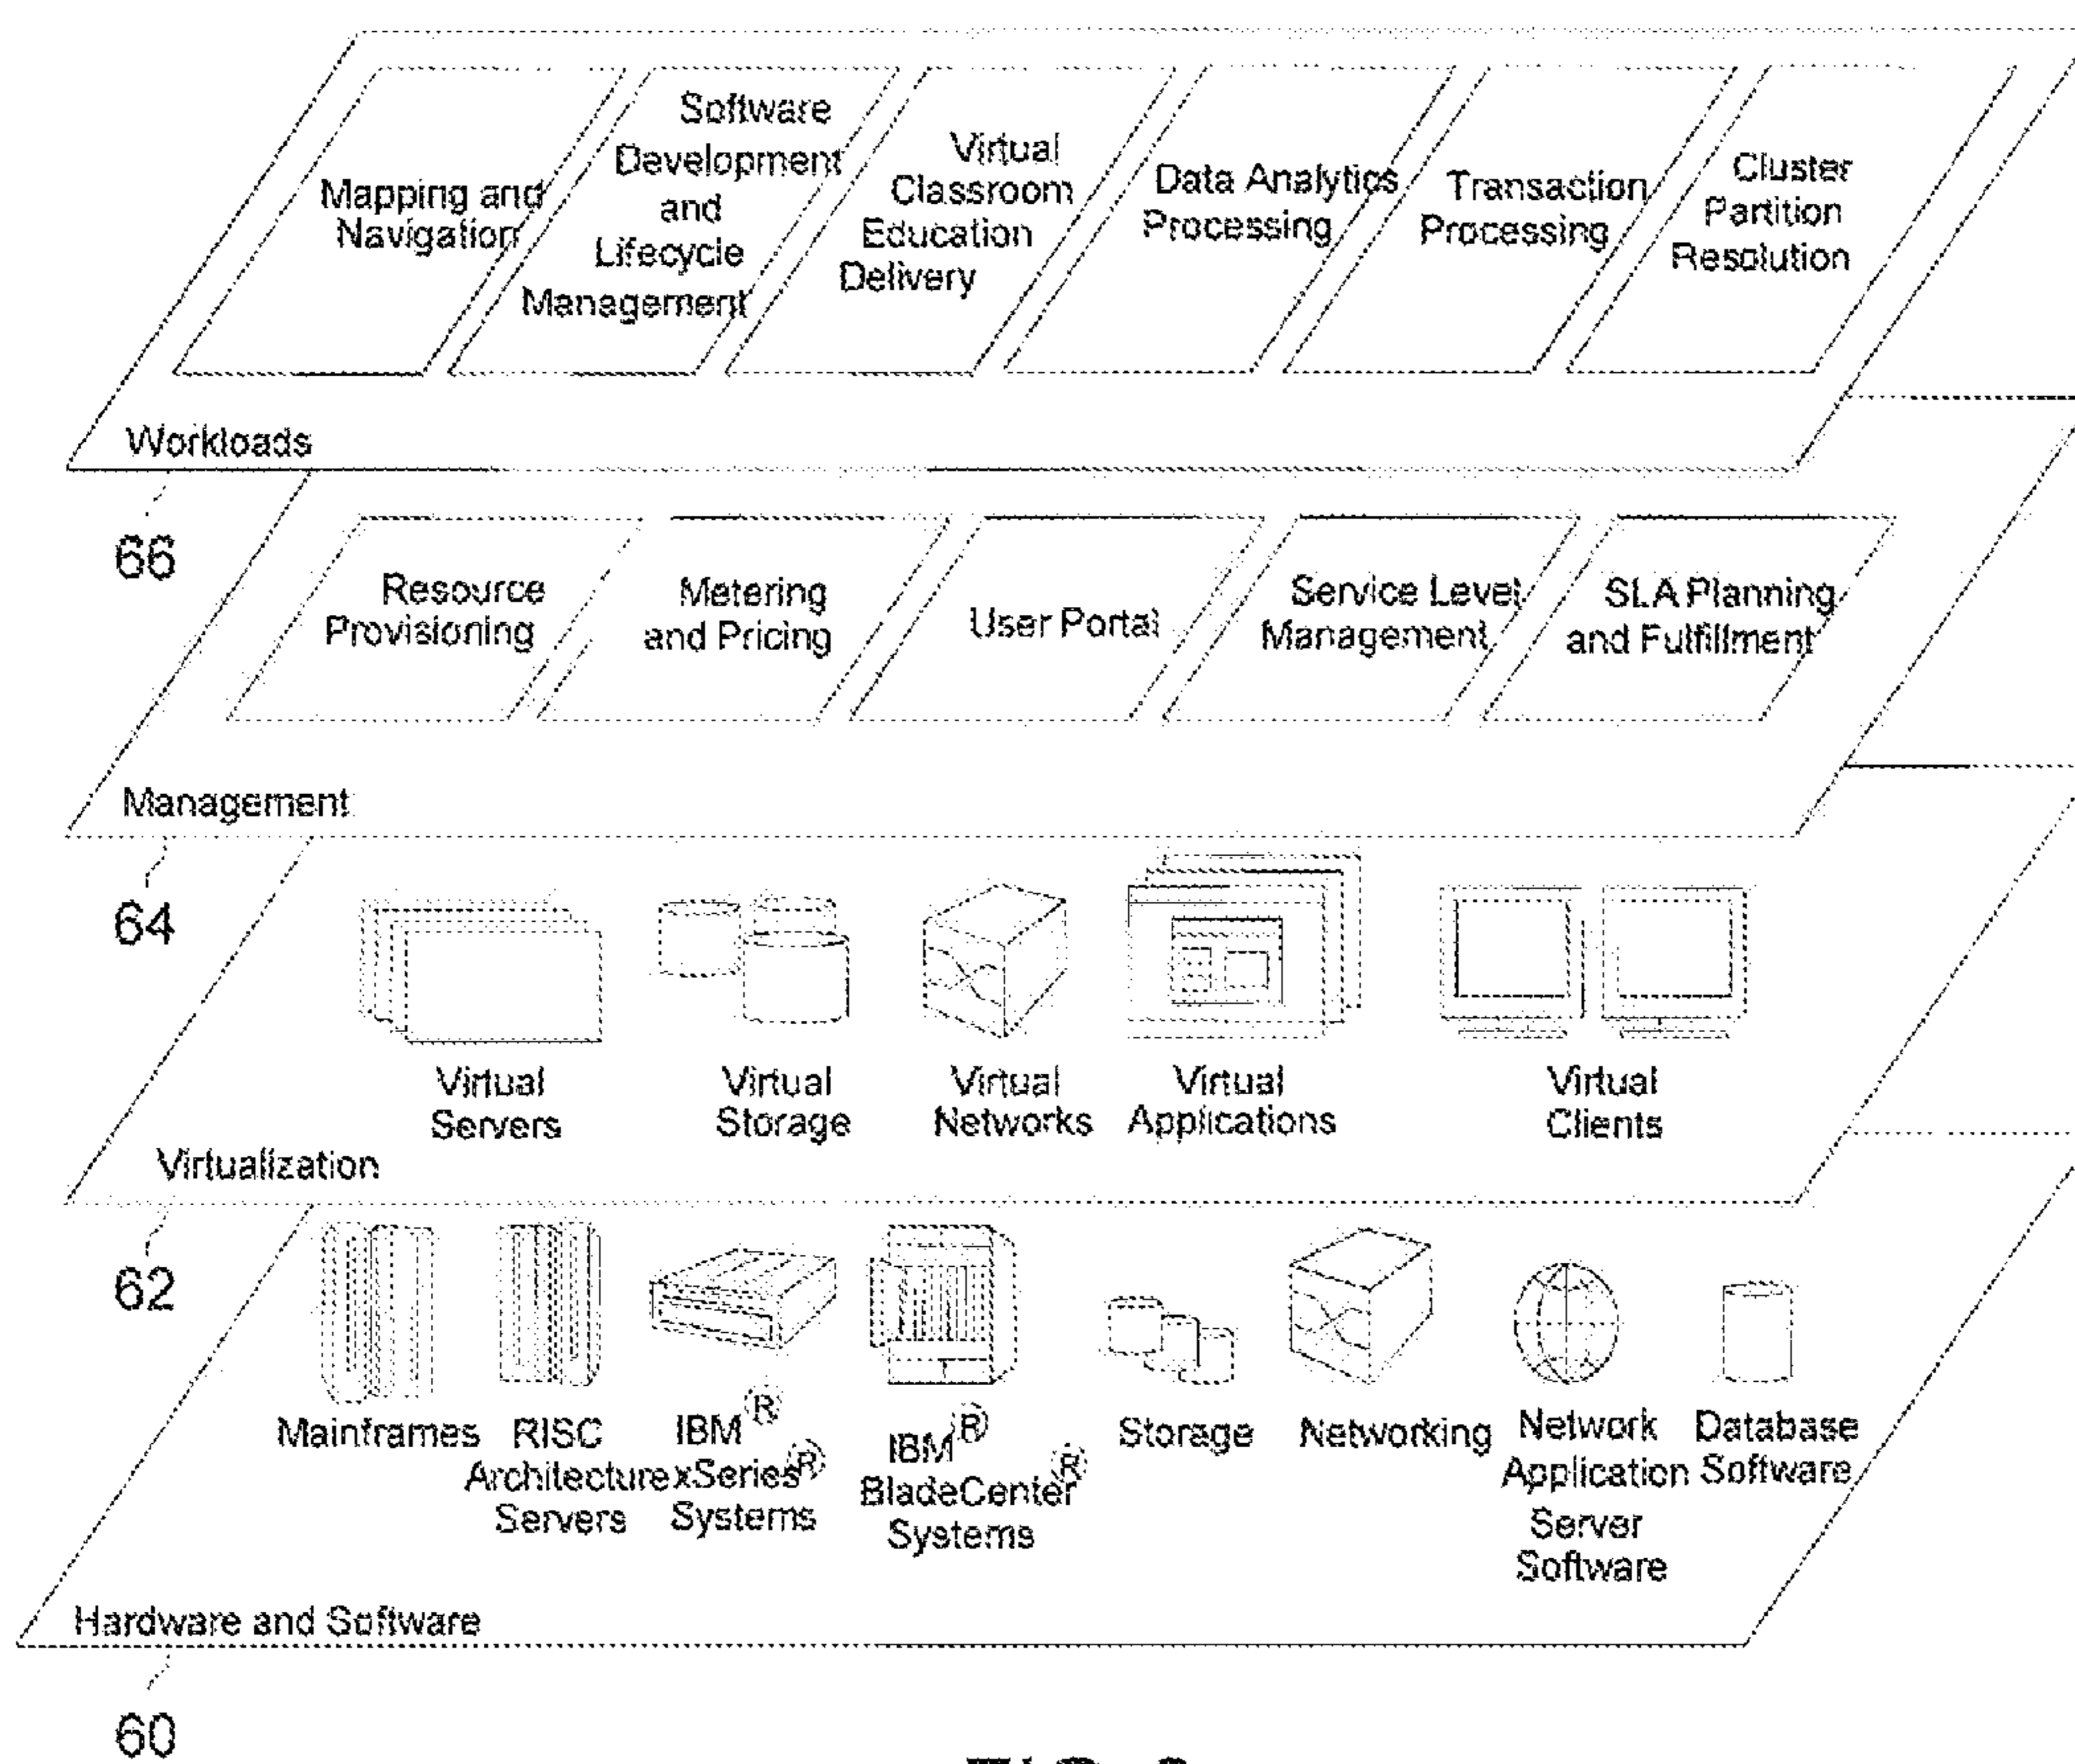 Mapping and
Navigation
Software
Development
and
Lifecycle
Management
Virtual
Classroom
Education
Delivery
Data Analytics
Processing
Transaction
Processing
Cluster
Partition
Resolution
Workloads
66
Resource
Provisioning
Metering
and Pricing
User Portal
Service Level
Management
SLA Planning
and Fulfillment
Management
64
Virtual
Servers
Virtual
Storage
Virtual
Networks
Virtual
Applications
Virtual
Clients
Virtualization
62
Mainframes
RISC
Architecture
Servers
IBM®
xSeries®
Systems
IBM®
BladeCenter®
Systems
Storage
Networking
Network
Application
Server
Software
Database
Software
Hardware and Software
60